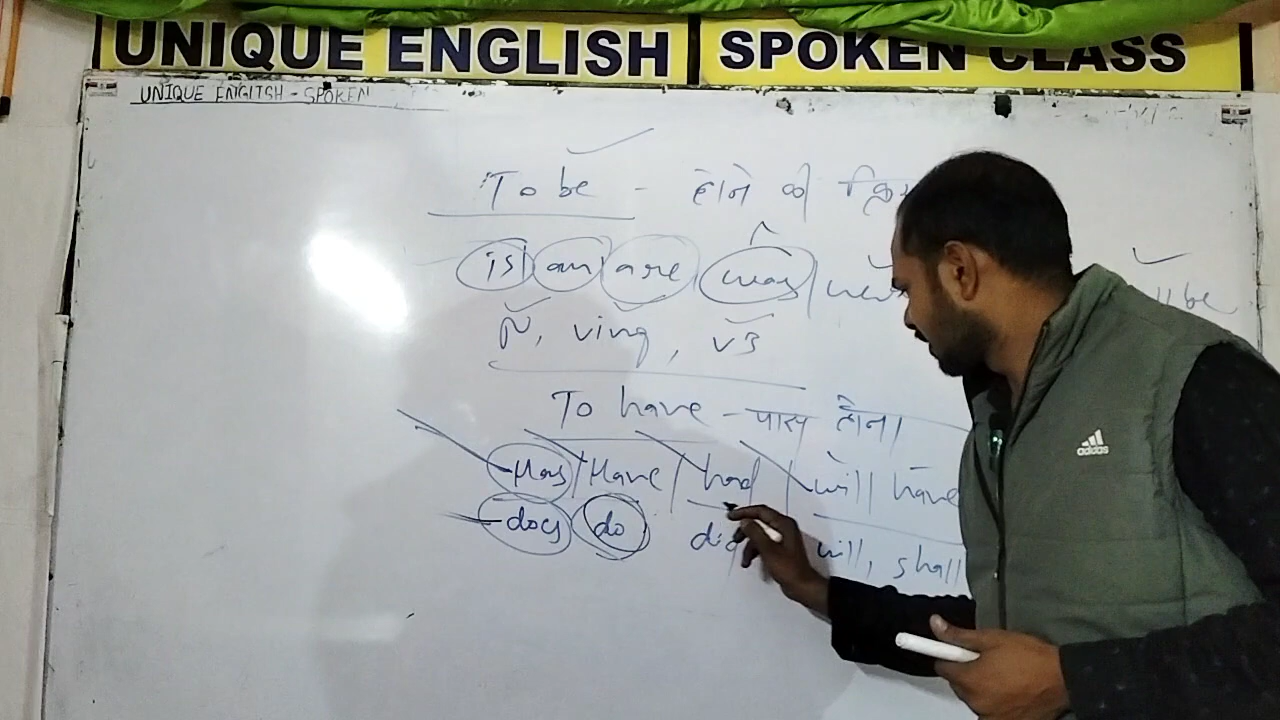 UNIQUE ENGLISH SPOKEN CLASS
UNIQUE ENGLISH - SPOKEN
To be - होने की
is | am | are | was |
ving, v3
To have - पास होना
Has / Have / had / will have
does do did will, shall
adidas